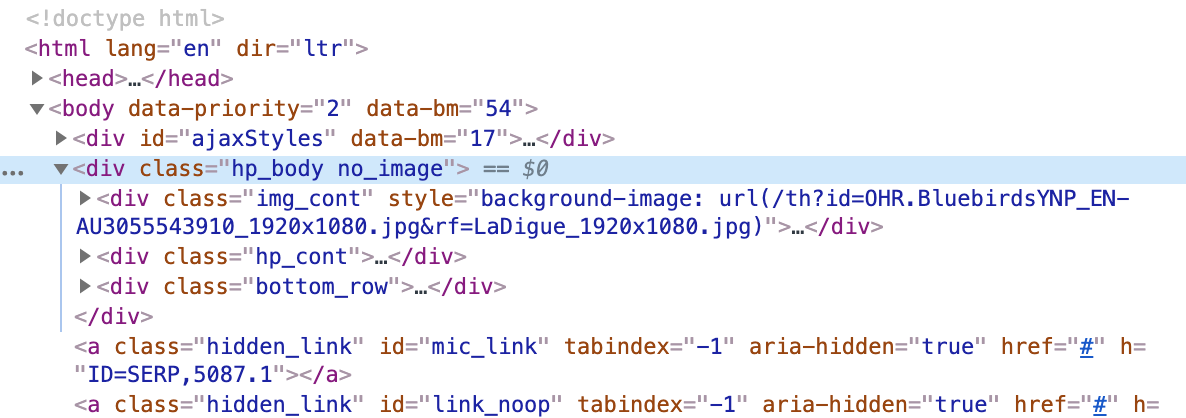 <!doctype html>
<html lang="en" dir="ltr">
<head>…</head>
<body data-priority="2" data-bm="54">
<div id="ajaxStyles" data-bm="17">…</div>
… <div class="hp_body no_image"> == $0
<div class="img_cont" style="background-image: url(/th?id=OHR.BluebirdsYNP_EN-
AU3055543910_1920x1080.jpg&rf=LaDigue_1920x1080.jpg)">…</div>
<div class="hp_cont">…</div>
<div class="bottom_row">…</div>
</div>
<a class="hidden_link" id="mic_link" tabindex="-1" aria-hidden="true" href="#" h=
"ID=SERP,5087.1"></a>
<a class="hidden_link" id="link_noop" tabindex="-1" aria-hidden="true" href="#" h=